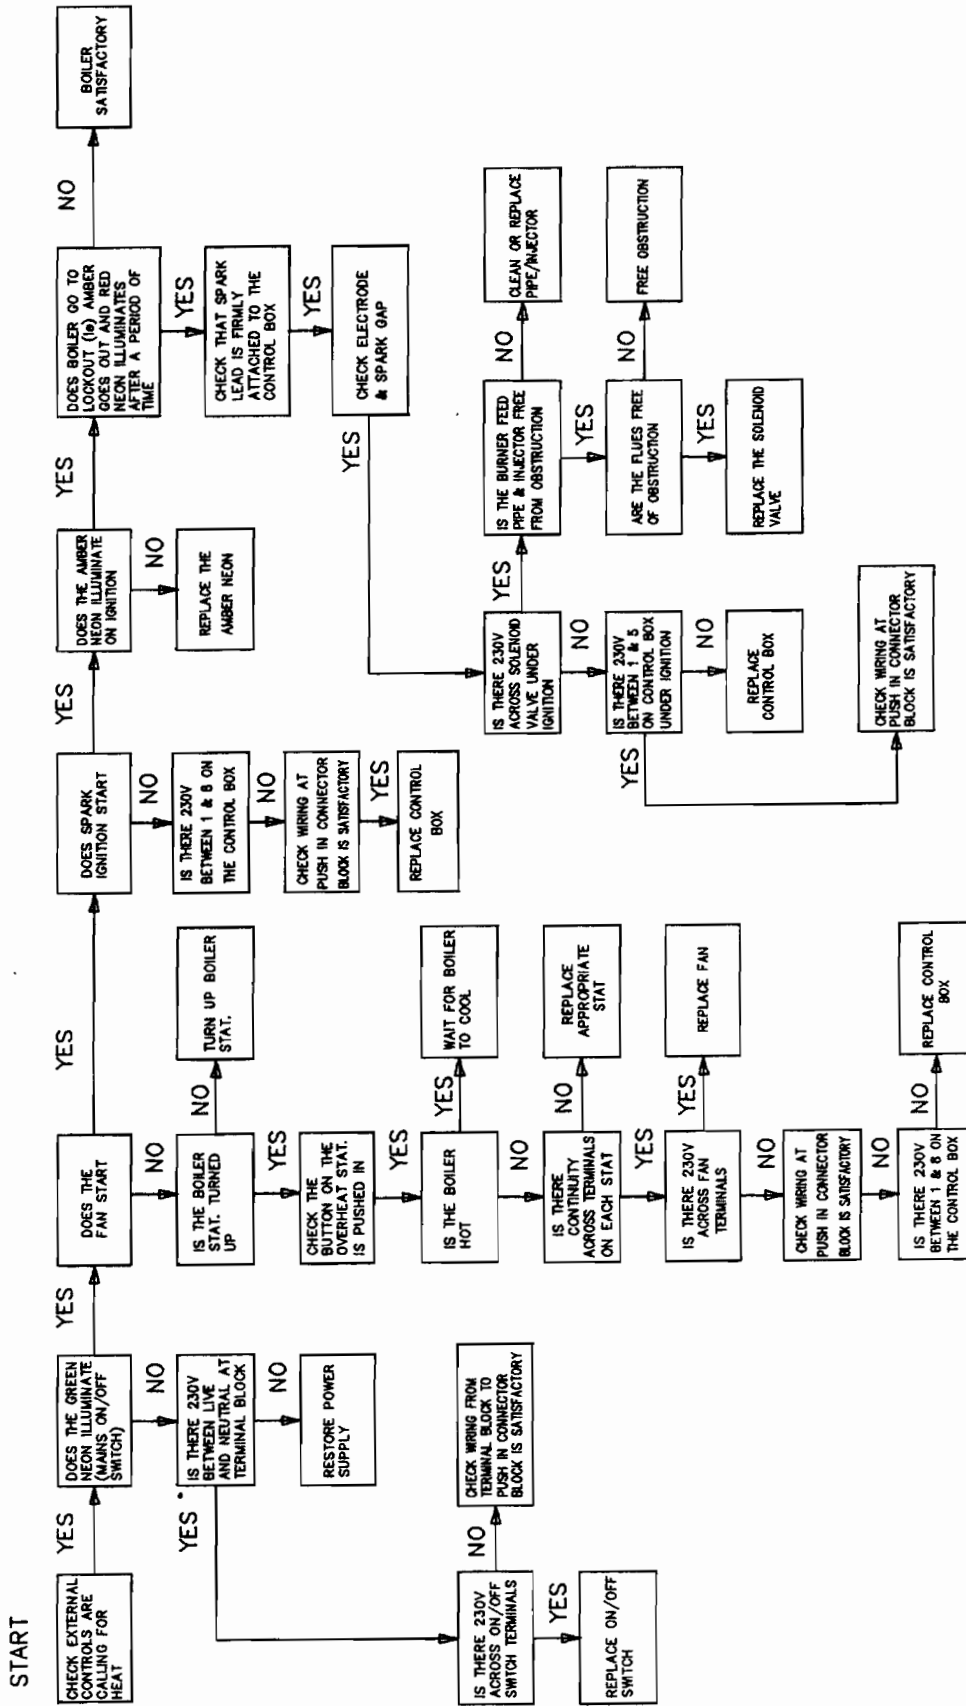 START
CHECK EXTERNAL
CONTROLS ARE
CALLING FOR
HEAT
YES
DOES THE GREEN
NEON ILLUMINATE
(MAINS ON/OFF
SWITCH)
YES
DOES THE
FAN START
YES
DOES SPARK
IGNITION START
YES
DOES THE AMBER
NEON ILLUMINATE
ON IGNITION
YES
DOES BOILER GO TO
LOCKOUT (ie) AMBER
GOES OUT AND RED
NEON ILLUMINATES
AFTER A PERIOD OF
TIME
NO
BOILER
SATISFACTORY
NO
IS THERE 230V
BETWEEN LIVE
AND NEUTRAL AT
TERMINAL BLOCK
NO
RESTORE POWER
SUPPLY
YES
IS THERE 230V
ACROSS ON/OFF
SWITCH TERMINALS
NO
CHECK WIRING FROM
TERMINAL BLOCK TO
PUSH IN CONNECTOR
BLOCK IS SATISFACTORY
YES
REPLACE ON/OFF
SWITCH
NO
IS THE BOILER
STAT. TURNED
UP
NO
TURN UP BOILER
STAT.
YES
CHECK THE
BUTTON ON THE
OVERHEAT STAT.
IS PUSHED IN
YES
IS THE BOILER
HOT
YES
WAIT FOR BOILER
TO COOL
NO
IS THERE
CONTINUITY
ACROSS TERMINALS
ON EACH STAT
NO
REPLACE
APPROPRIATE
STAT
YES
IS THERE 230V
ACROSS FAN
TERMINALS
YES
REPLACE FAN
NO
CHECK WIRING AT
PUSH IN CONNECTOR
BLOCK IS SATISFACTORY
NO
IS THERE 230V
BETWEEN 1 & 8 ON
THE CONTROL BOX
NO
REPLACE CONTROL
BOX
NO
IS THERE 230V
BETWEEN 1 & 8 ON
THE CONTROL BOX
NO
CHECK WIRING AT
PUSH IN CONNECTOR
BLOCK IS SATISFACTORY
YES
REPLACE CONTROL
BOX
NO
REPLACE THE
AMBER NEON
YES
CHECK THAT SPARK
LEAD IS FIRMLY
ATTACHED TO THE
CONTROL BOX
YES
CHECK ELECTRODE
& SPARK GAP
YES
IS THERE 230V
ACROSS SOLENOID
VALVE UNDER
IGNITION
YES
IS THE BURNER FEED
PIPE & INJECTOR FREE
FROM OBSTRUCTION
NO
CLEAN OR REPLACE
PIPE/INJECTOR
YES
ARE THE FLUES FREE
OF OBSTRUCTION
NO
FREE OBSTRUCTION
YES
REPLACE THE SOLENOID
VALVE
NO
IS THERE 230V
BETWEEN 1 & 5
ON CONTROL BOX
UNDER IGNITION
NO
REPLACE
CONTROL BOX
YES
CHECK WIRING AT
PUSH IN CONNECTOR
BLOCK IS SATISFACTORY